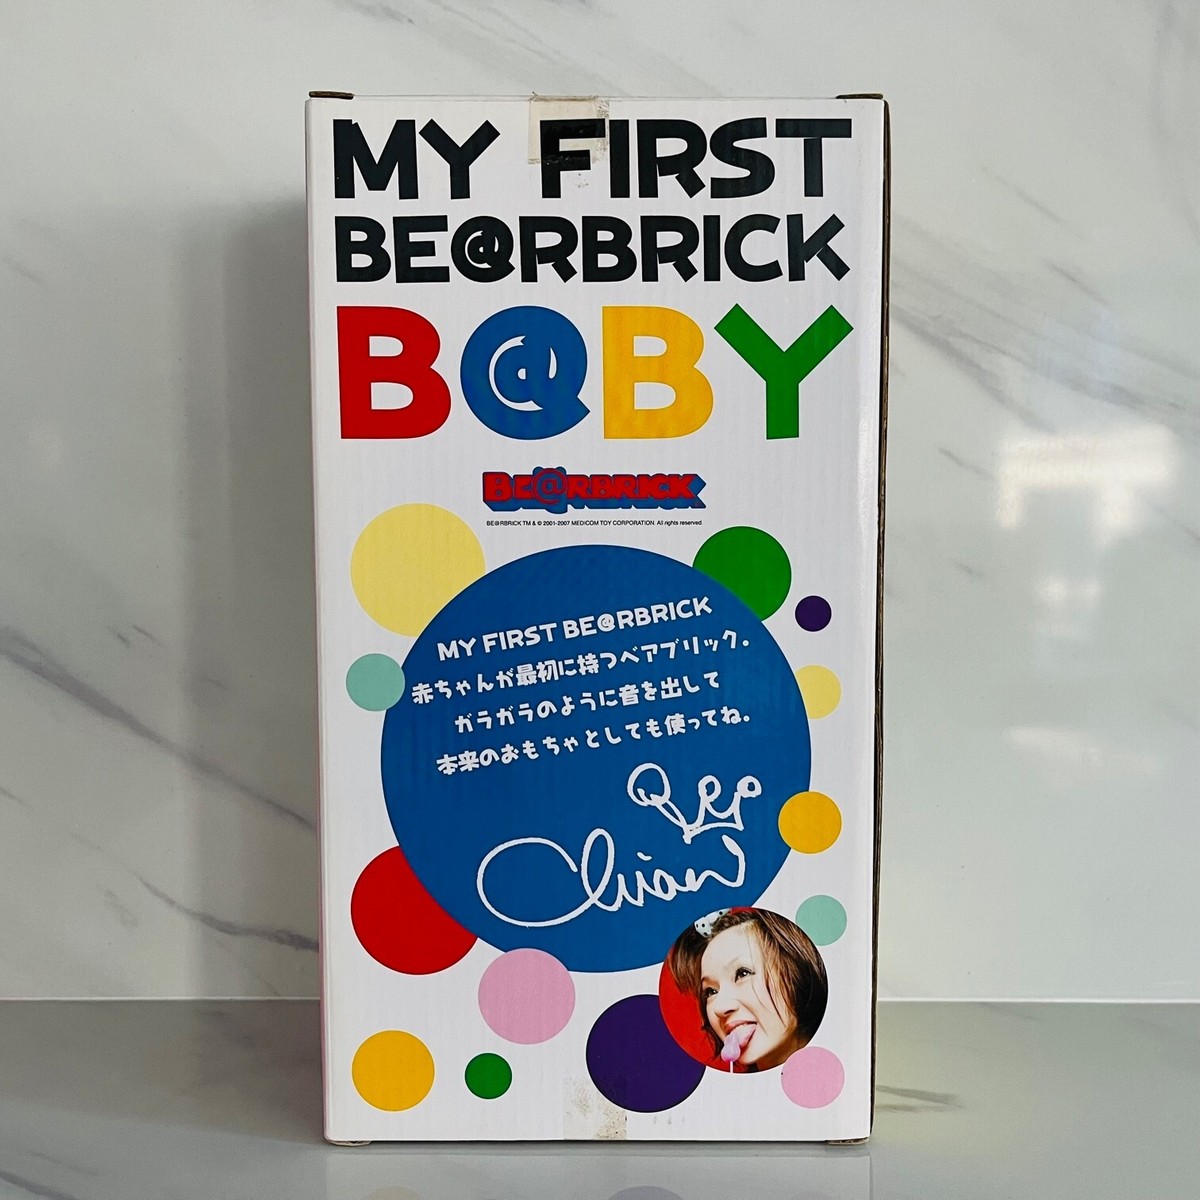 MY FIRST
BE@RBRICK
B@BY
BE@RBRICK
BE@RBRICK TM & © 2001-2007 MEDICOM TOY CORPORATION. All rights reserved.
MY FIRST BE@RBRICK
赤ちゃんが最初に持つベアブリック。
ガラガラのように音を出して
本来のおもちゃとしても使ってね。
Chiaki